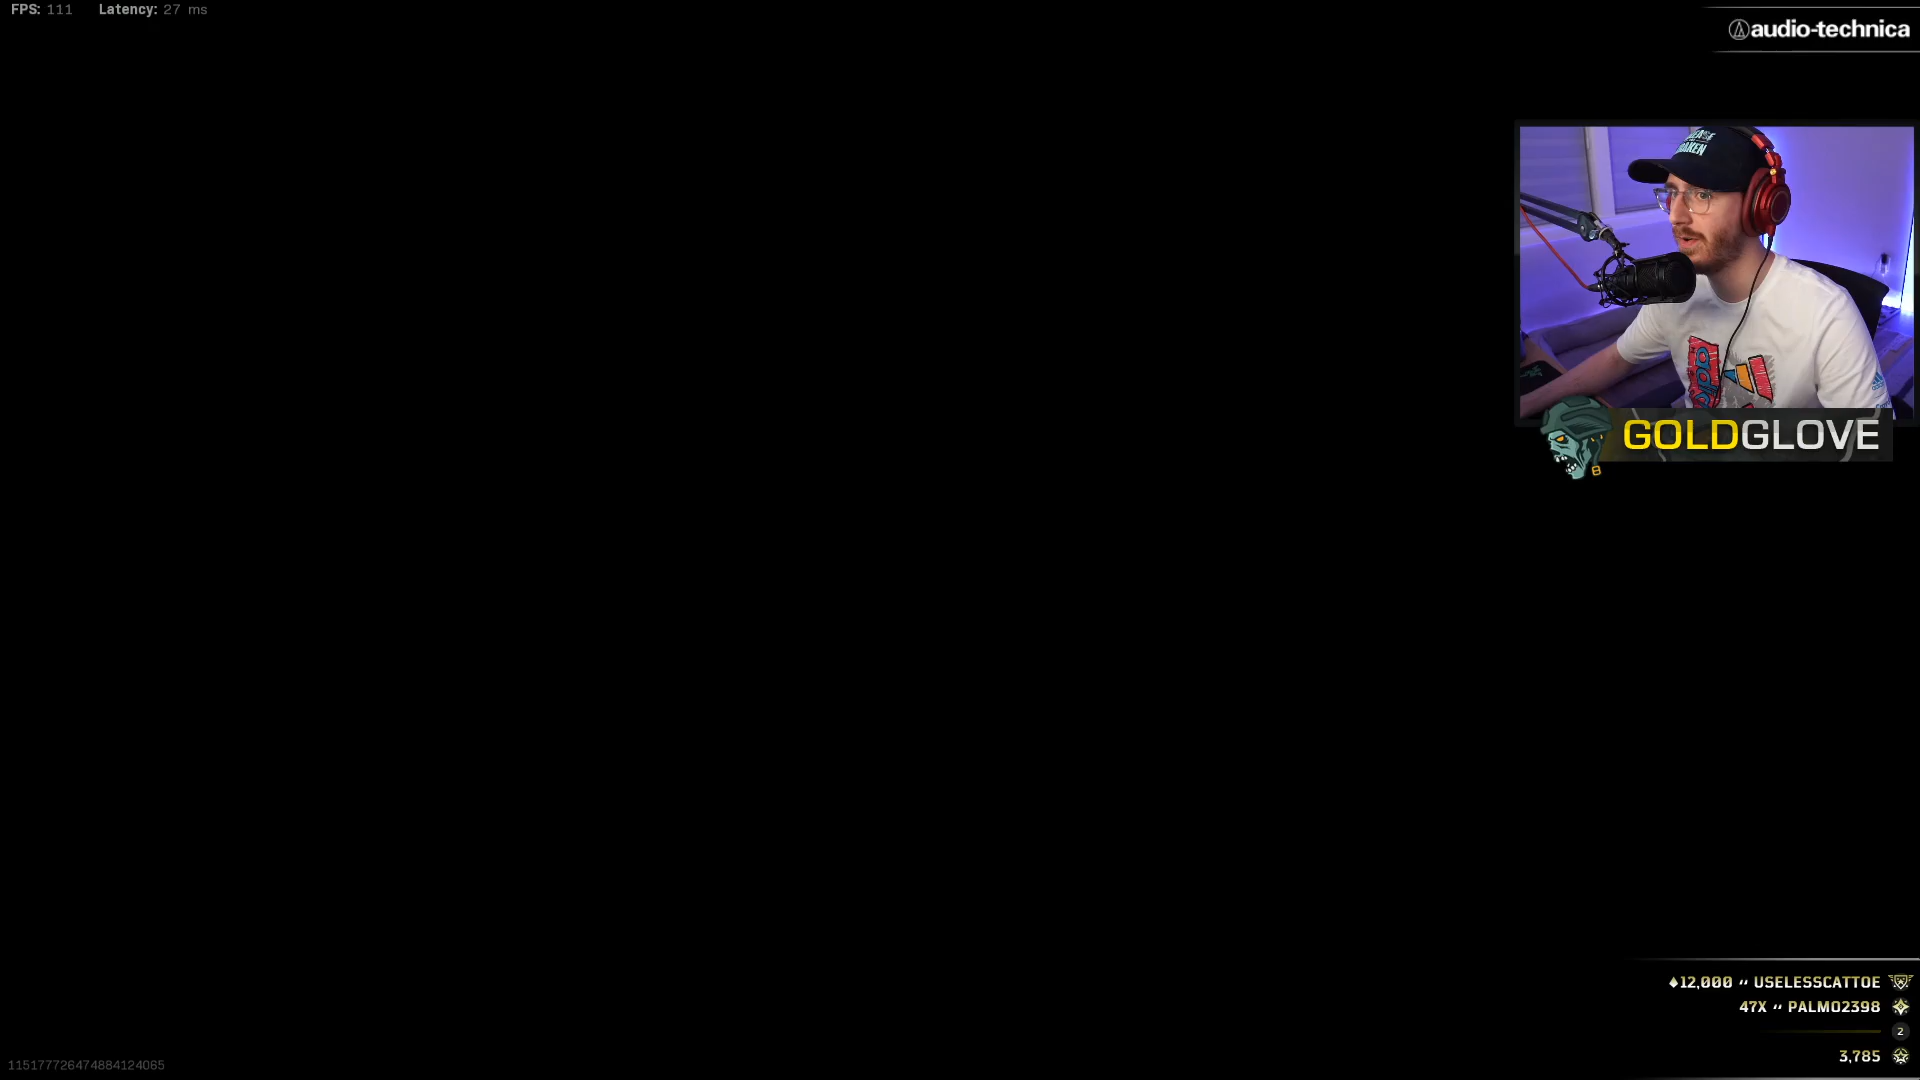 FPS: 111 Latency: 27 ms
audio-technica
GOLDGLOVE
12,000 USELESSCATTOE
47X PALMO2398
2
3,785
115177726474884124065